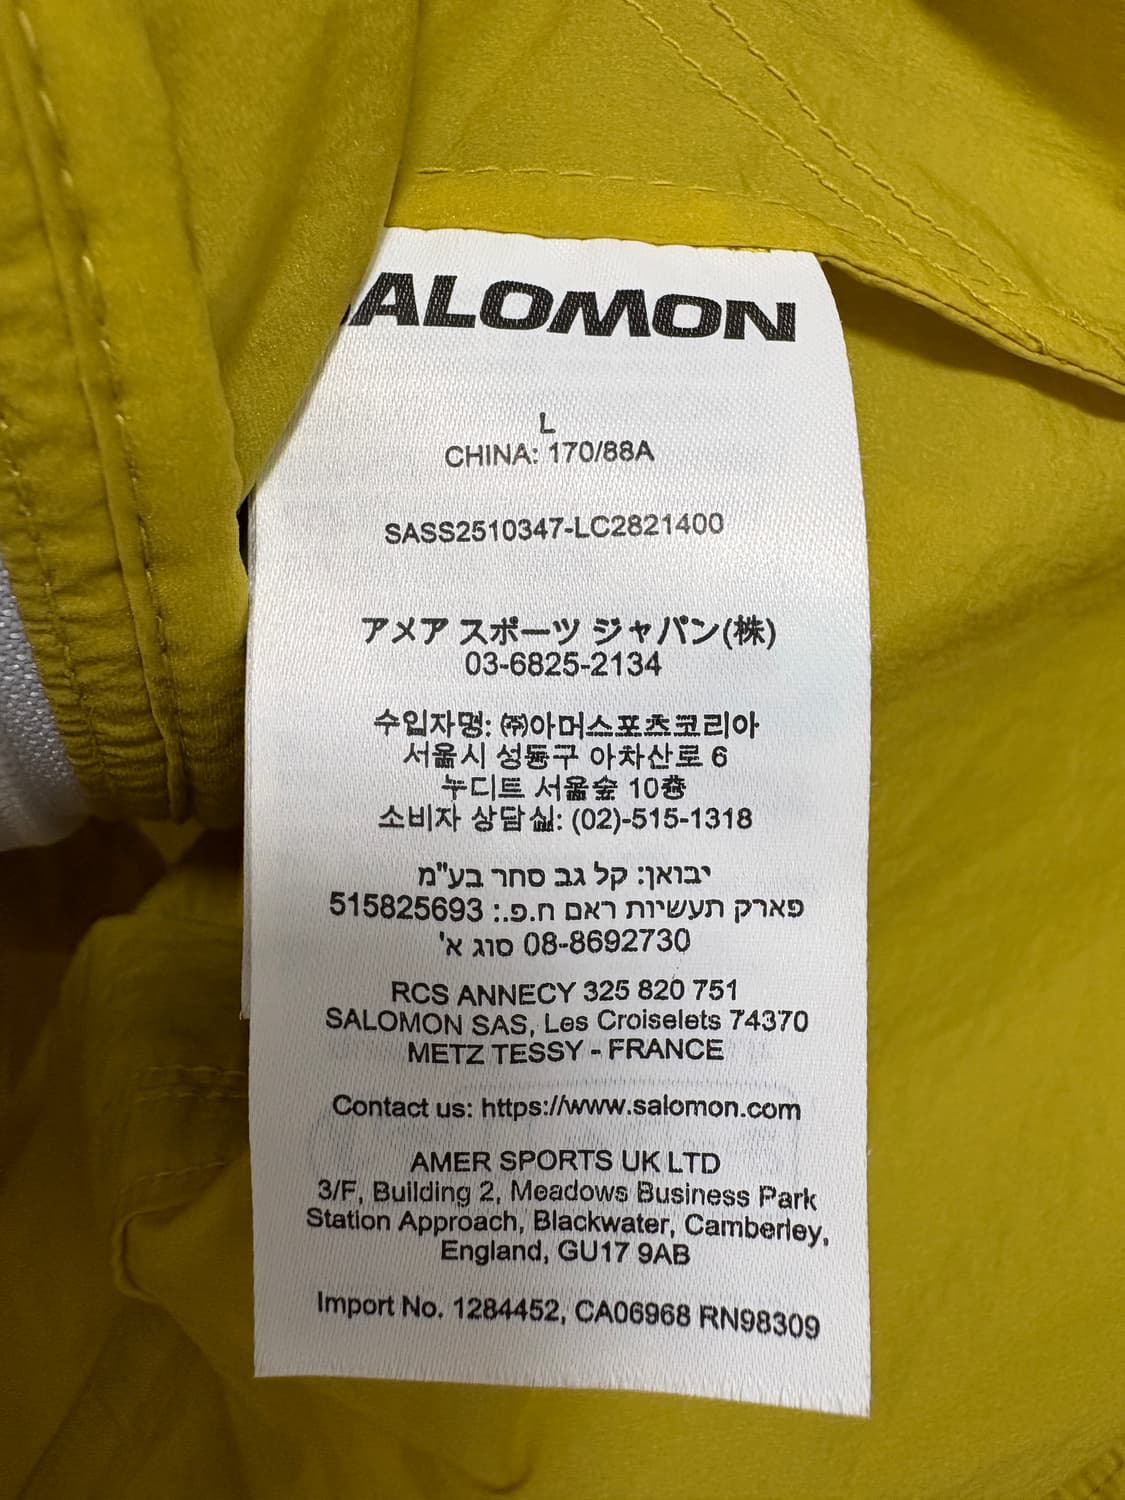 SALOMON
L
CHINA: 170/88A
SASS2510347-LC2821400
アメア スポーツ ジャパン(株)
03-6825-2134
수입자명: ㈜아머스포츠코리아
서울시 성동구 아차산로 6
누디트 서울숲 10층
소비자 상담실: (02)-515-1318
יבואן: קל גב סחר בע"מ
פארק תעשיות ראם ח.פ.: 515825693
08-8692730 סוג א'
RCS ANNECY 325 820 751
SALOMON SAS, Les Croiselets 74370
METZ TESSY - FRANCE
Contact us: https://www.salomon.com
AMER SPORTS UK LTD
3/F, Building 2, Meadows Business Park
Station Approach, Blackwater, Camberley,
England, GU17 9AB
Import No. 1284452, CA06968 RN98309